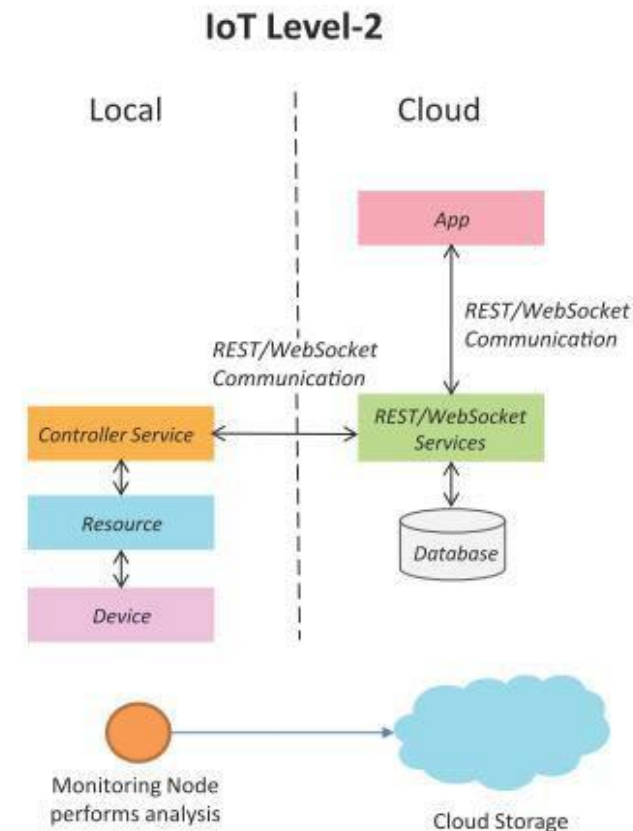 IoT Level-2
Local
Cloud
App
REST/WebSocket
Communication
REST/WebSocket
Communication
Controller Service
REST/WebSocket
Services
Resource
Database
Device
Monitoring Node
performs analysis
Cloud Storage